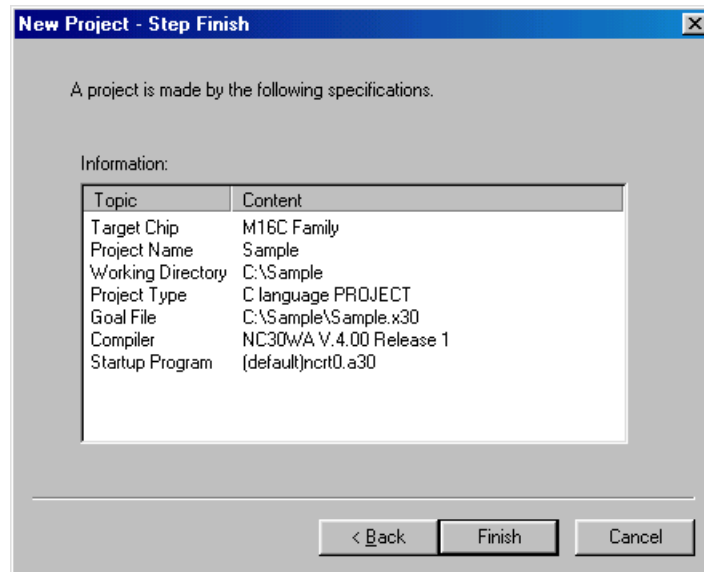 New Project - Step Finish
A project is made by the following specifications.
Information:
Topic Content
Target Chip M16C Family
Project Name Sample
Working Directory C:\Sample
Project Type C language PROJECT
Goal File C:\Sample\Sample.x30
Compiler NC30WA V.4.00 Release 1
Startup Program (default)ncrt0.a30
< Back Finish Cancel